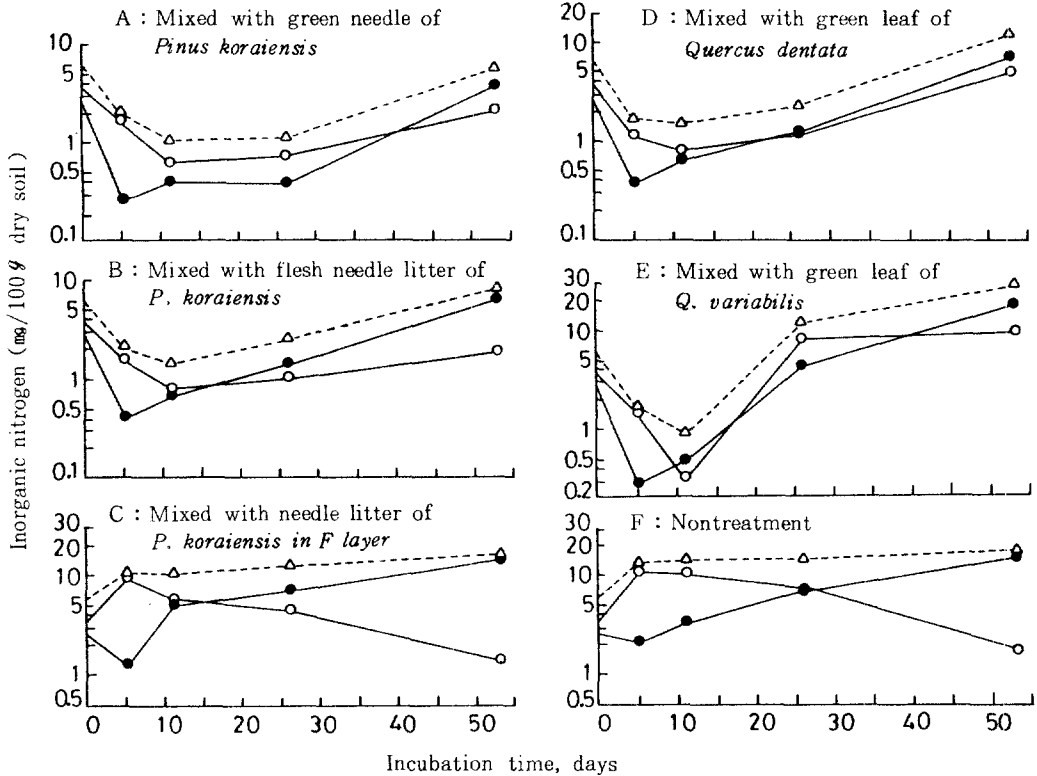 A : Mixed with green needle of
Pinus koraiensis
10
5
1
0.5
0.1
B : Mixed with flesh needle litter of
P. koraiensis
10
5
1
0.5
0.1
C : Mixed with needle litter of
P. koraiensis in F layer
30
20
10
5
1
0.5
0 10 20 30 40 50
D : Mixed with green leaf of
Quercus dentata
20
10
5
1
0.5
0.1
E : Mixed with green leaf of
Q. variabilis
30
20
10
5
1
0.5
0.2
F : Nontreatment
30
20
10
5
1
0.5
0 10 20 30 40 50
Inorganic nitrogen (mg/100g dry soil)
Incubation time, days